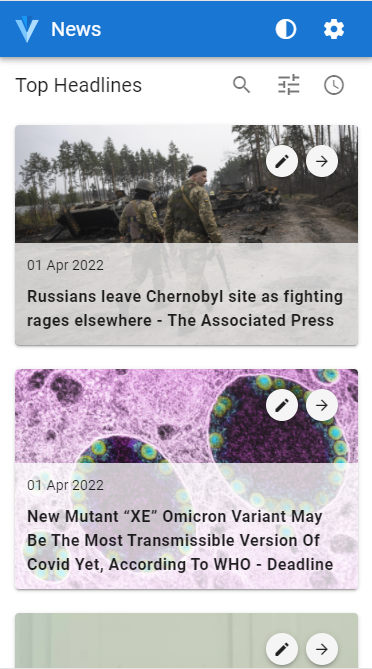 News
Top Headlines
01 Apr 2022
Russians leave Chernobyl site as fighting
rages elsewhere - The Associated Press
01 Apr 2022
New Mutant “XE” Omicron Variant May
Be The Most Transmissible Version Of
Covid Yet, According To WHO - Deadline